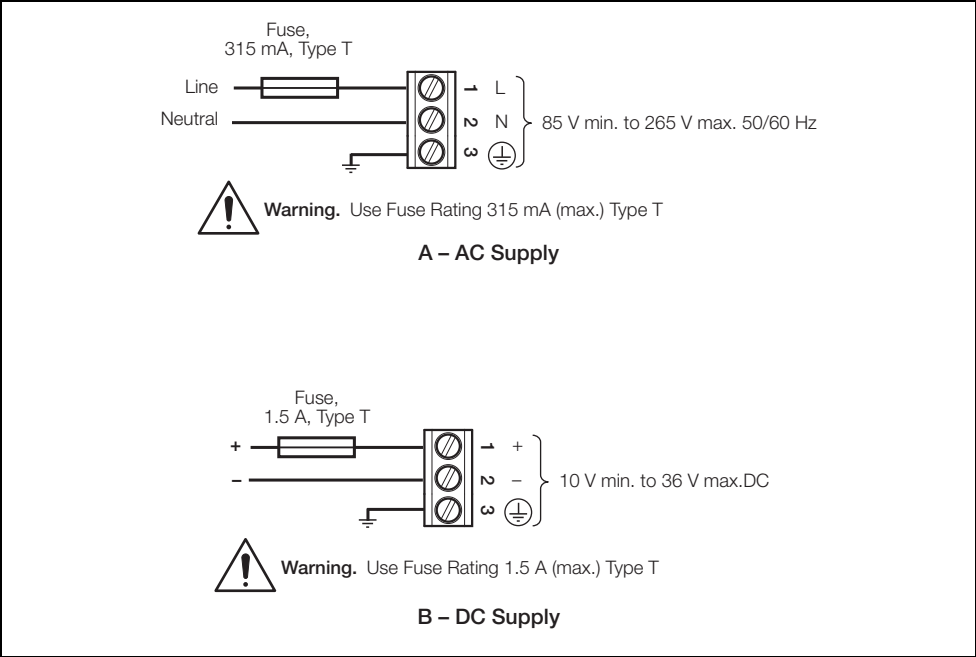 Fuse,
315 mA, Type T
Line
1 L
Neutral
2 N
85 V min. to 265 V max. 50/60 Hz
3
Warning. Use Fuse Rating 315 mA (max.) Type T
A – AC Supply
Fuse,
1.5 A, Type T
+
1 +
–
2 –
10 V min. to 36 V max.DC
3
Warning. Use Fuse Rating 1.5 A (max.) Type T
B – DC Supply